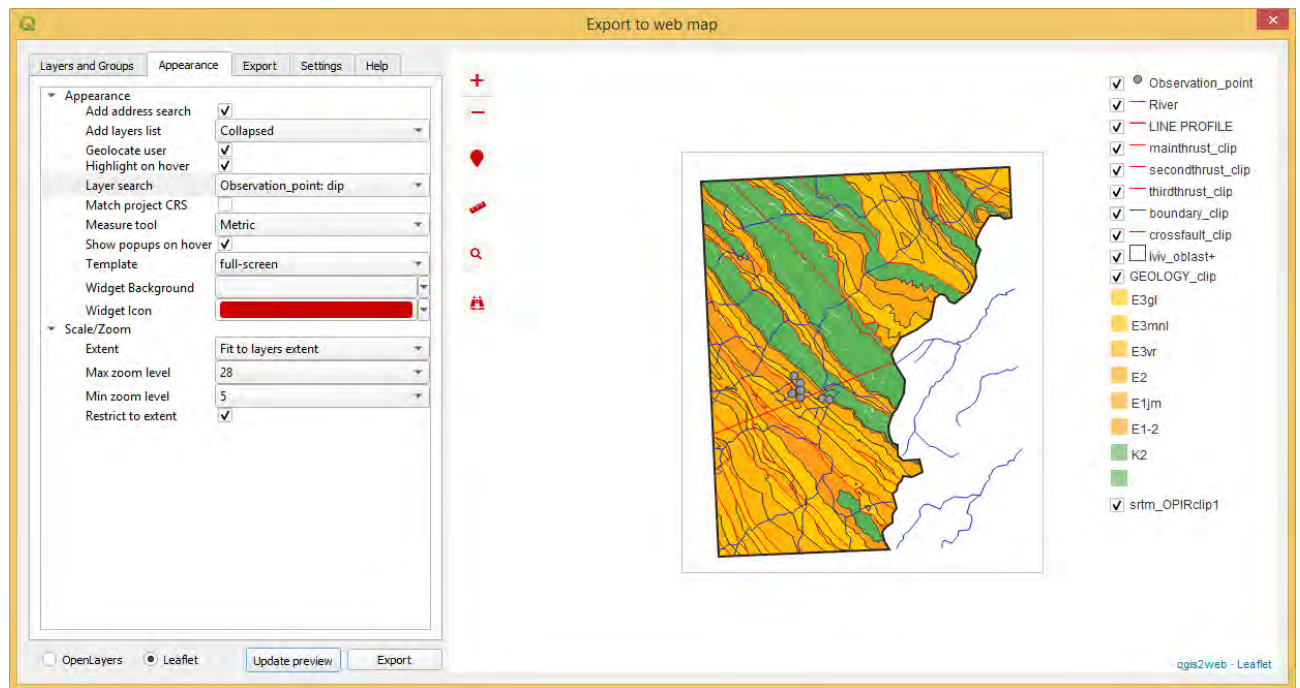 Export to web map
Layers and Groups Appearance Export Settings Help
Appearance
Add address search
Add layers list Collapsed
Geolocate user
Highlight on hover
Layer search Observation_point: dip
Match project CRS
Measure tool Metric
Show popups on hover
Template full-screen
Widget Background
Widget Icon
Scale/Zoom
Extent Fit to layers extent
Max zoom level 28
Min zoom level 5
Restrict to extent
OpenLayers Leaflet Update preview Export
Observation_point
River
LINE PROFILE
mainthrust_clip
secondthrust_clip
thirdthrust_clip
boundary_clip
crossfault_clip
lviv_oblast+
GEOLOGY_clip
E3gl
E3mnl
E3vr
E2
E1jm
E1-2
K2
srtm_OPIRclip1
qgis2web · Leaflet